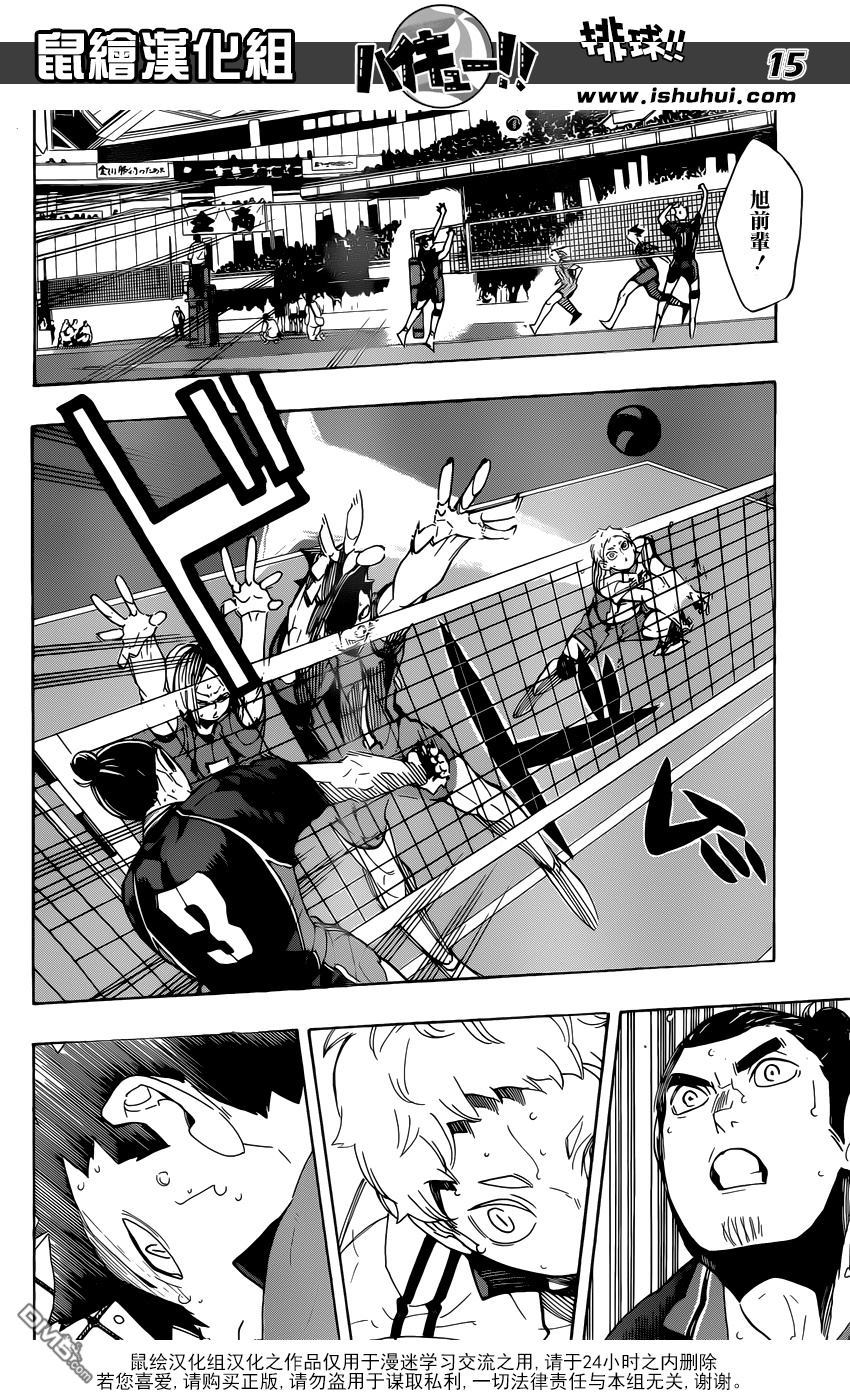 鼠繪漢化組
ハイキュー!!
排球!!
15
www.ishuhui.com
旭前輩！
3
鼠绘汉化组汉化之作品仅用于漫迷学习交流之用, 请于24小时之内删除
若您喜爱, 请购买正版, 请勿盗用于谋取私利, 一切法律责任与本组无关, 谢谢。